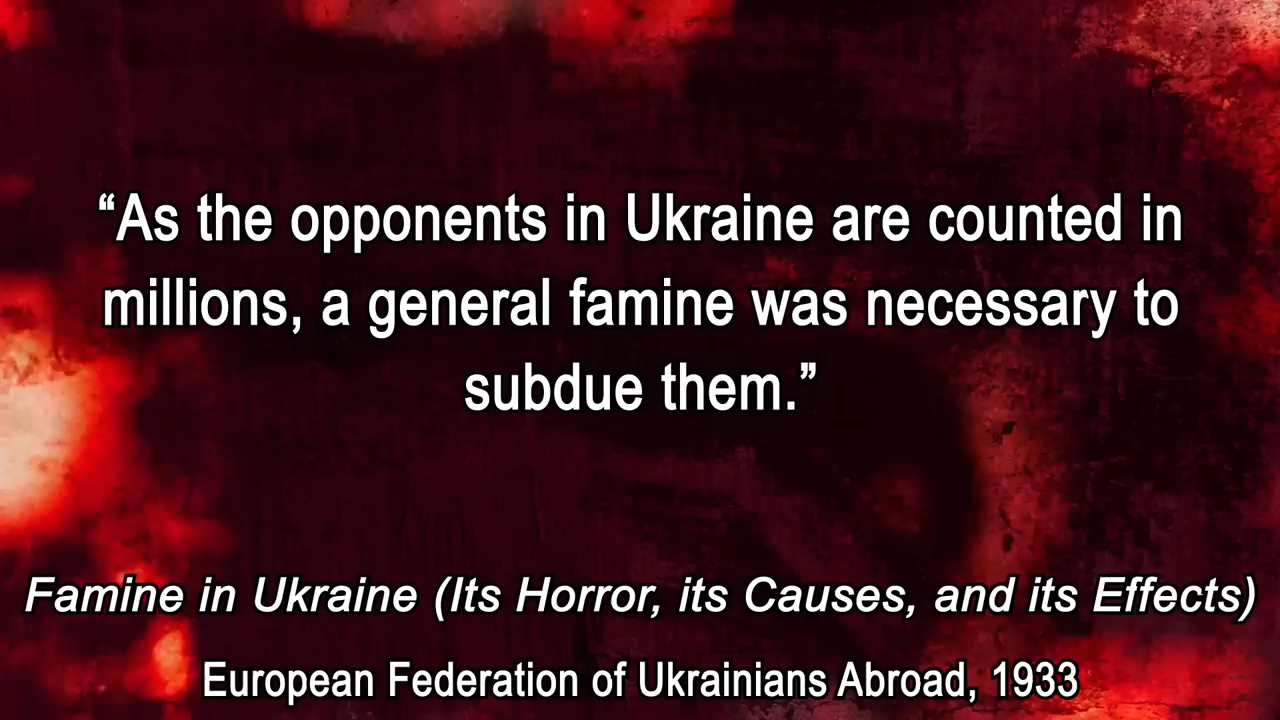 “As the opponents in Ukraine are counted in
millions, a general famine was necessary to
subdue them.”
Famine in Ukraine (Its Horror, its Causes, and its Effects)
European Federation of Ukrainians Abroad, 1933